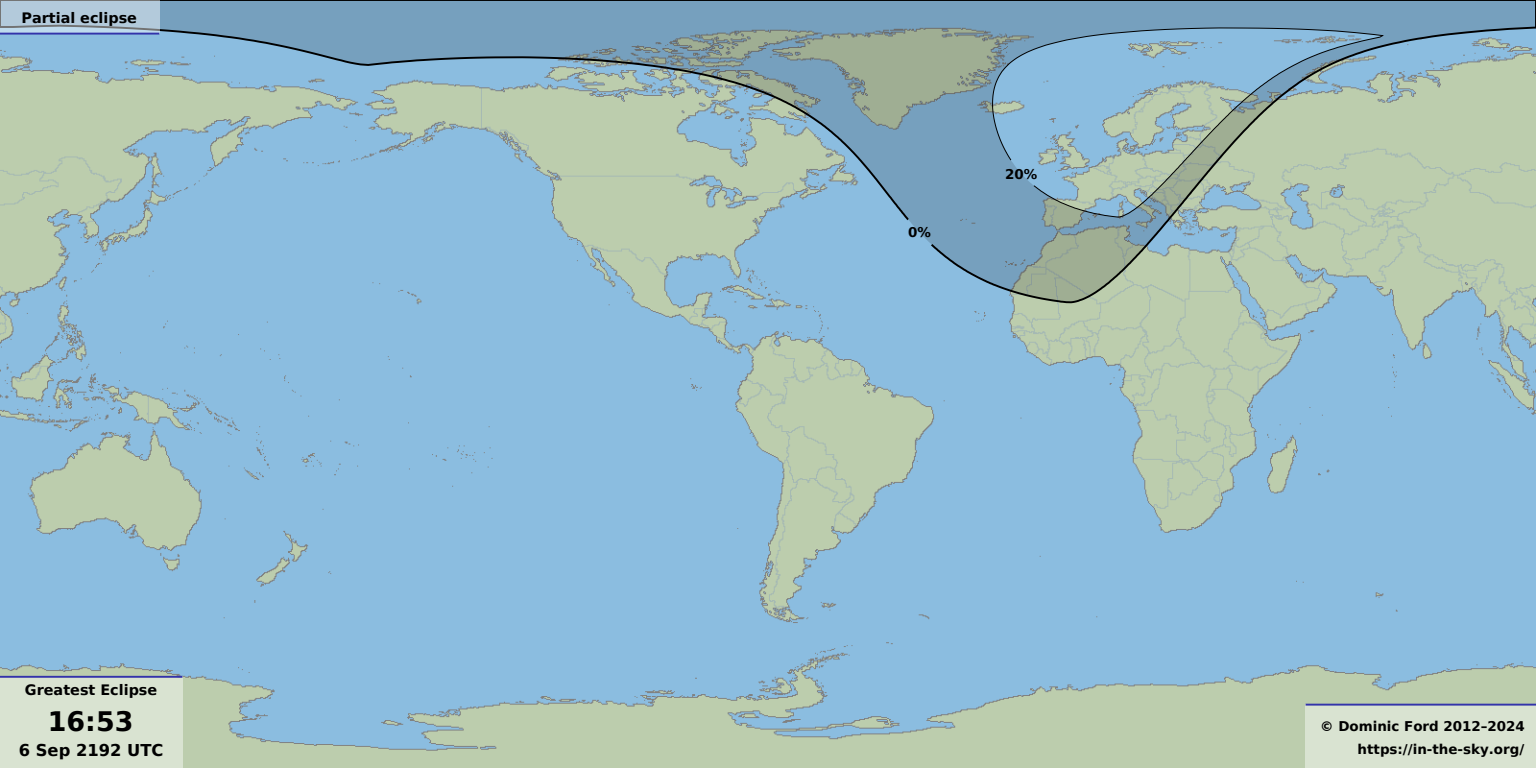 Partial eclipse
20%
0%
Greatest Eclipse
16:53
6 Sep 2192 UTC
© Dominic Ford 2012–2024
https://in-the-sky.org/